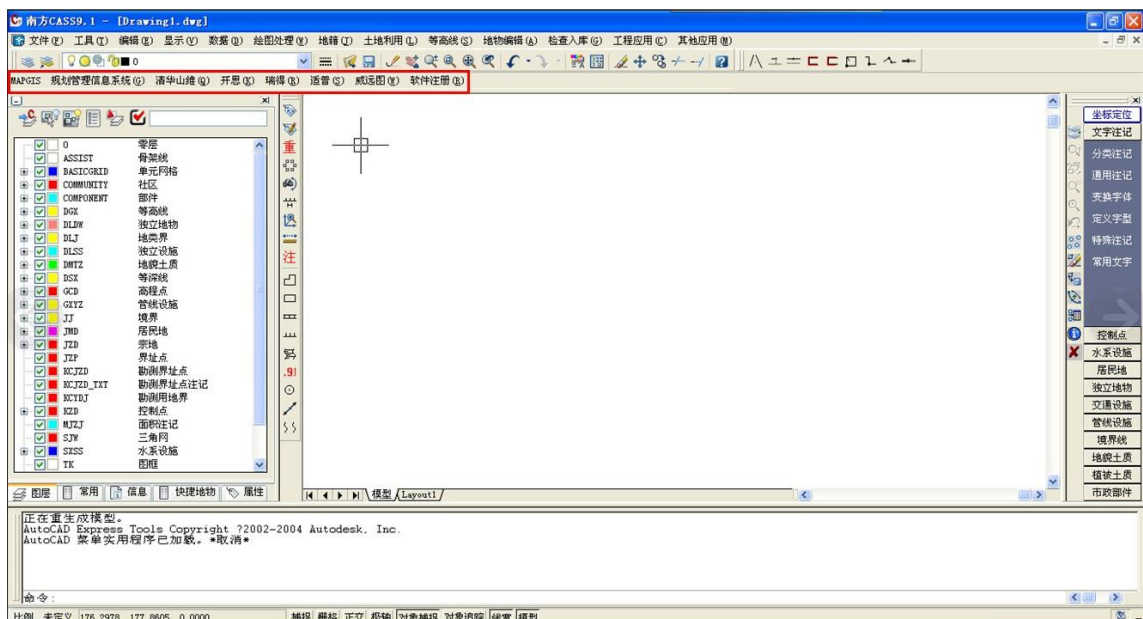 南方CASS9.1 - [Drawing1.dwg]
文件(F) 工具(T) 编辑(E) 显示(V) 数据(D) 绘图处理(W) 地籍(J) 土地利用(L) 等高线(S) 地物编辑(A) 检查入库(G) 工程应用(C) 其他应用(M)
0
MAPGIS 规划管理信息系统(G) 清华山维(Q) 开思(K) 瑞得(R) 适普(S) 威远图(W) 软件注册(R)
0 零层
ASSIST 骨架线
BASICGRID 单元网格
COMMUNITY 社区
COMPONENT 部件
DGX 等高线
DLDW 独立地物
DLJ 地类界
DLSS 独立设施
DMTZ 地貌土质
DSX 等深线
GCD 高程点
GXYZ 管线设施
JJ 境界
JMD 居民地
JZD 宗地
JZP 界址点
KCJZD 勘测界址点
KCJZD_TXT 勘测界址点注记
KCYDJ 勘测用地界
KZD 控制点
MJZJ 面积注记
SJW 三角网
SXSS 水系设施
TK 图框
图层 常用 信息 快捷地物 属性
重
注
.91
模型 Layout1
坐标定位
文字注记
分类注记
通用注记
变换字体
定义字型
特殊注记
常用文字
控制点
水系设施
居民地
独立地物
交通设施
管线设施
境界线
地貌土质
植被土质
市政部件
正在重生成模型。
AutoCAD Express Tools Copyright ?2002-2004 Autodesk, Inc.
AutoCAD 菜单实用程序已加载。*取消*
命令:
比例 未定义 176.2978, 177.8605, 0.0000 捕捉 栅格 正交 极轴 对象捕捉 对象追踪 线宽 模型